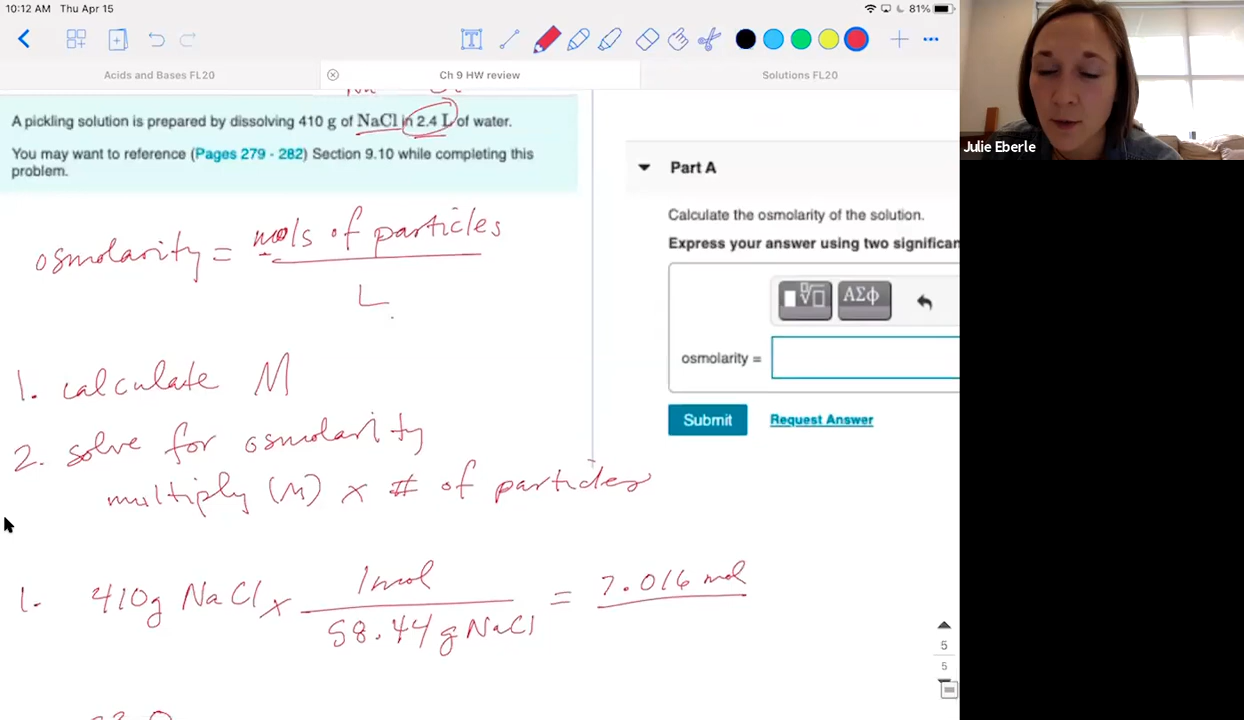 10:12 AM Thu Apr 15
81%
Acids and Bases FL20
Ch 9 HW review
Solutions FL20
A pickling solution is prepared by dissolving 410 g of NaCl in 2.4 L of water.
You may want to reference (Pages 279 - 282) Section 9.10 while completing this
problem.
osmolarity = mols of particles
L
1. calculate M
2. solve for osmolarity
multiply (M) x # of particles
1. 410g NaCl x 1mol = 7.016 mol
58.44 g NaCl
Part A
Calculate the osmolarity of the solution.
Express your answer using two significan
ΑΣϕ
osmolarity =
Submit
Request Answer
5
5
Julie Eberle